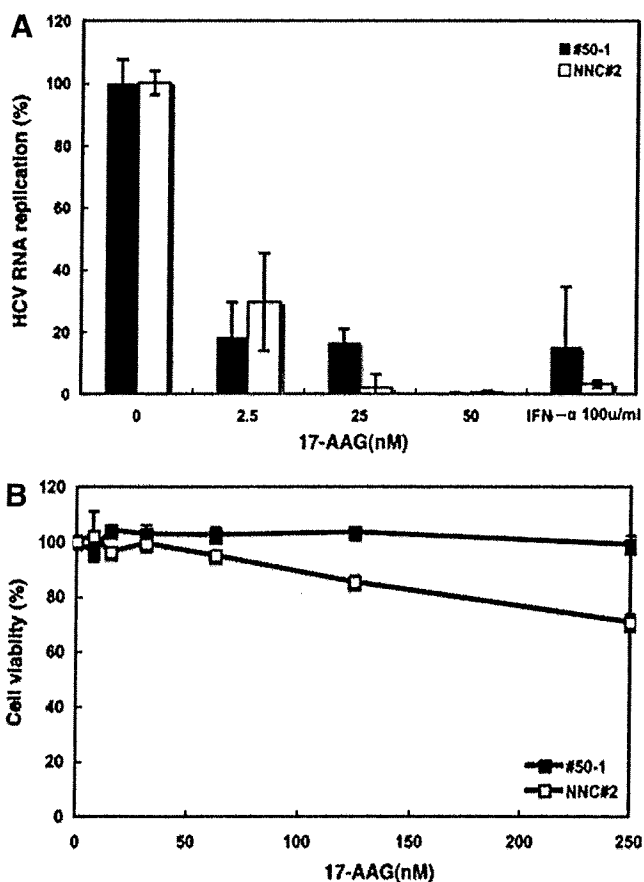 A
120
100
80
60
40
20
0
HCV RNA replication (%)
#50-1
NNC#2
0 2.5 25 50 IFN-α 100u/ml
17-AAG(nM)
B
120
100
80
60
40
20
0
Cell viablity (%)
#50-1
NNC#2
0 50 100 150 200 250
17-AAG(nM)